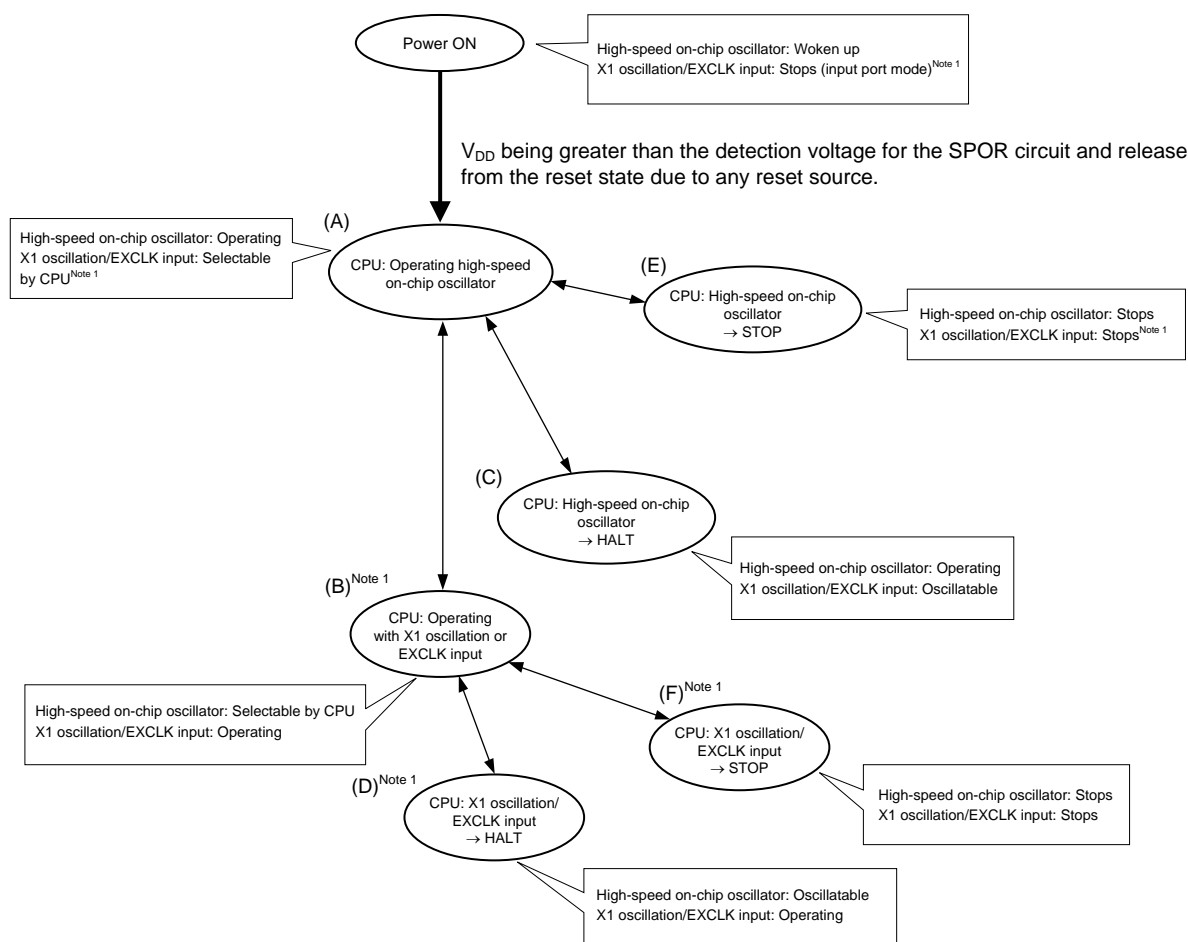 Power ON
High-speed on-chip oscillator: Woken up
X1 oscillation/EXCLK input: Stops (input port mode)Note 1
VDD being greater than the detection voltage for the SPOR circuit and release
from the reset state due to any reset source.
(A)
High-speed on-chip oscillator: Operating
X1 oscillation/EXCLK input: Selectable
by CPUNote 1
CPU: Operating high-speed
on-chip oscillator
(E)
CPU: High-speed on-chip
oscillator
→ STOP
High-speed on-chip oscillator: Stops
X1 oscillation/EXCLK input: StopsNote 1
(C)
CPU: High-speed on-chip
oscillator
→ HALT
High-speed on-chip oscillator: Operating
X1 oscillation/EXCLK input: Oscillatable
(B)Note 1
CPU: Operating
with X1 oscillation or
EXCLK input
High-speed on-chip oscillator: Selectable by CPU
X1 oscillation/EXCLK input: Operating
(F)Note 1
CPU: X1 oscillation/
EXCLK input
→ STOP
High-speed on-chip oscillator: Stops
X1 oscillation/EXCLK input: Stops
(D)Note 1
CPU: X1 oscillation/
EXCLK input
→ HALT
High-speed on-chip oscillator: Oscillatable
X1 oscillation/EXCLK input: Operating